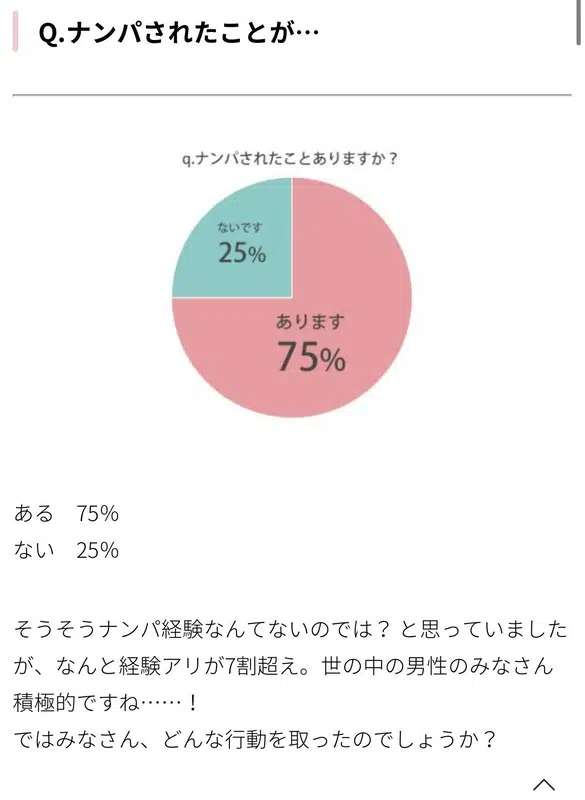 Q.ナンパされたことが…
q.ナンパされたことありますか？
ないです
25%
あります
75%
ある　75%
ない　25%
そうそうナンパ経験なんてないのでは？ と思っていました
が、なんと経験アリが7割超え。世の中の男性のみなさん
積極的ですね……！
ではみなさん、どんな行動を取ったのでしょうか？